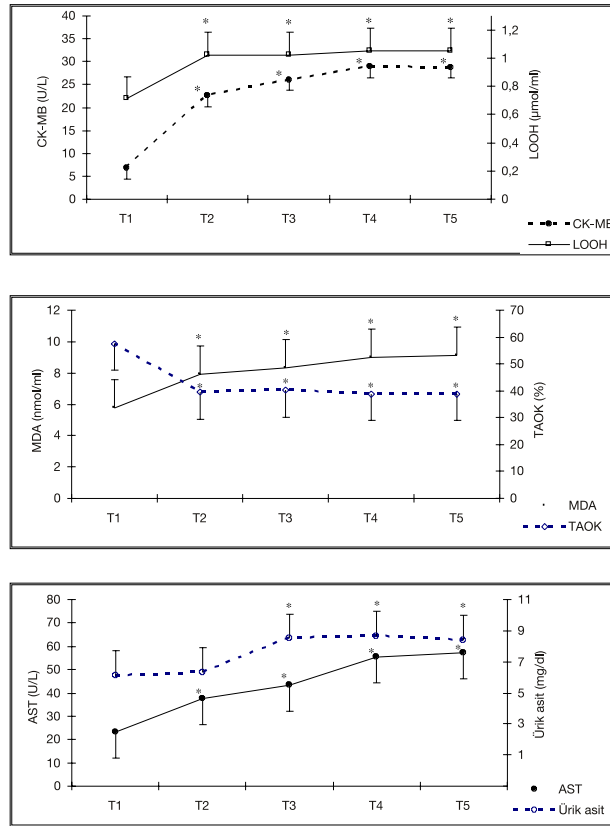 40
35
30
25
20
15
10
5
0
CK-MB (U/L)
1,2
1
0,8
0,6
0,4
0,2
0
LOOH (µmol/ml)
* * * *
* * * *
T1 T2 T3 T4 T5
CK-MB
LOOH
12
10
8
6
4
2
0
MDA (nmol/ml)
70
60
50
40
30
20
10
0
TAOK (%)
* * * *
* * * *
T1 T2 T3 T4 T5
MDA
TAOK
80
70
60
50
40
30
20
10
0
AST (U/L)
11
9
7
5
3
1
Ürik asit (mg/dl)
* * *
* * * *
T1 T2 T3 T4 T5
AST
Ürik asit